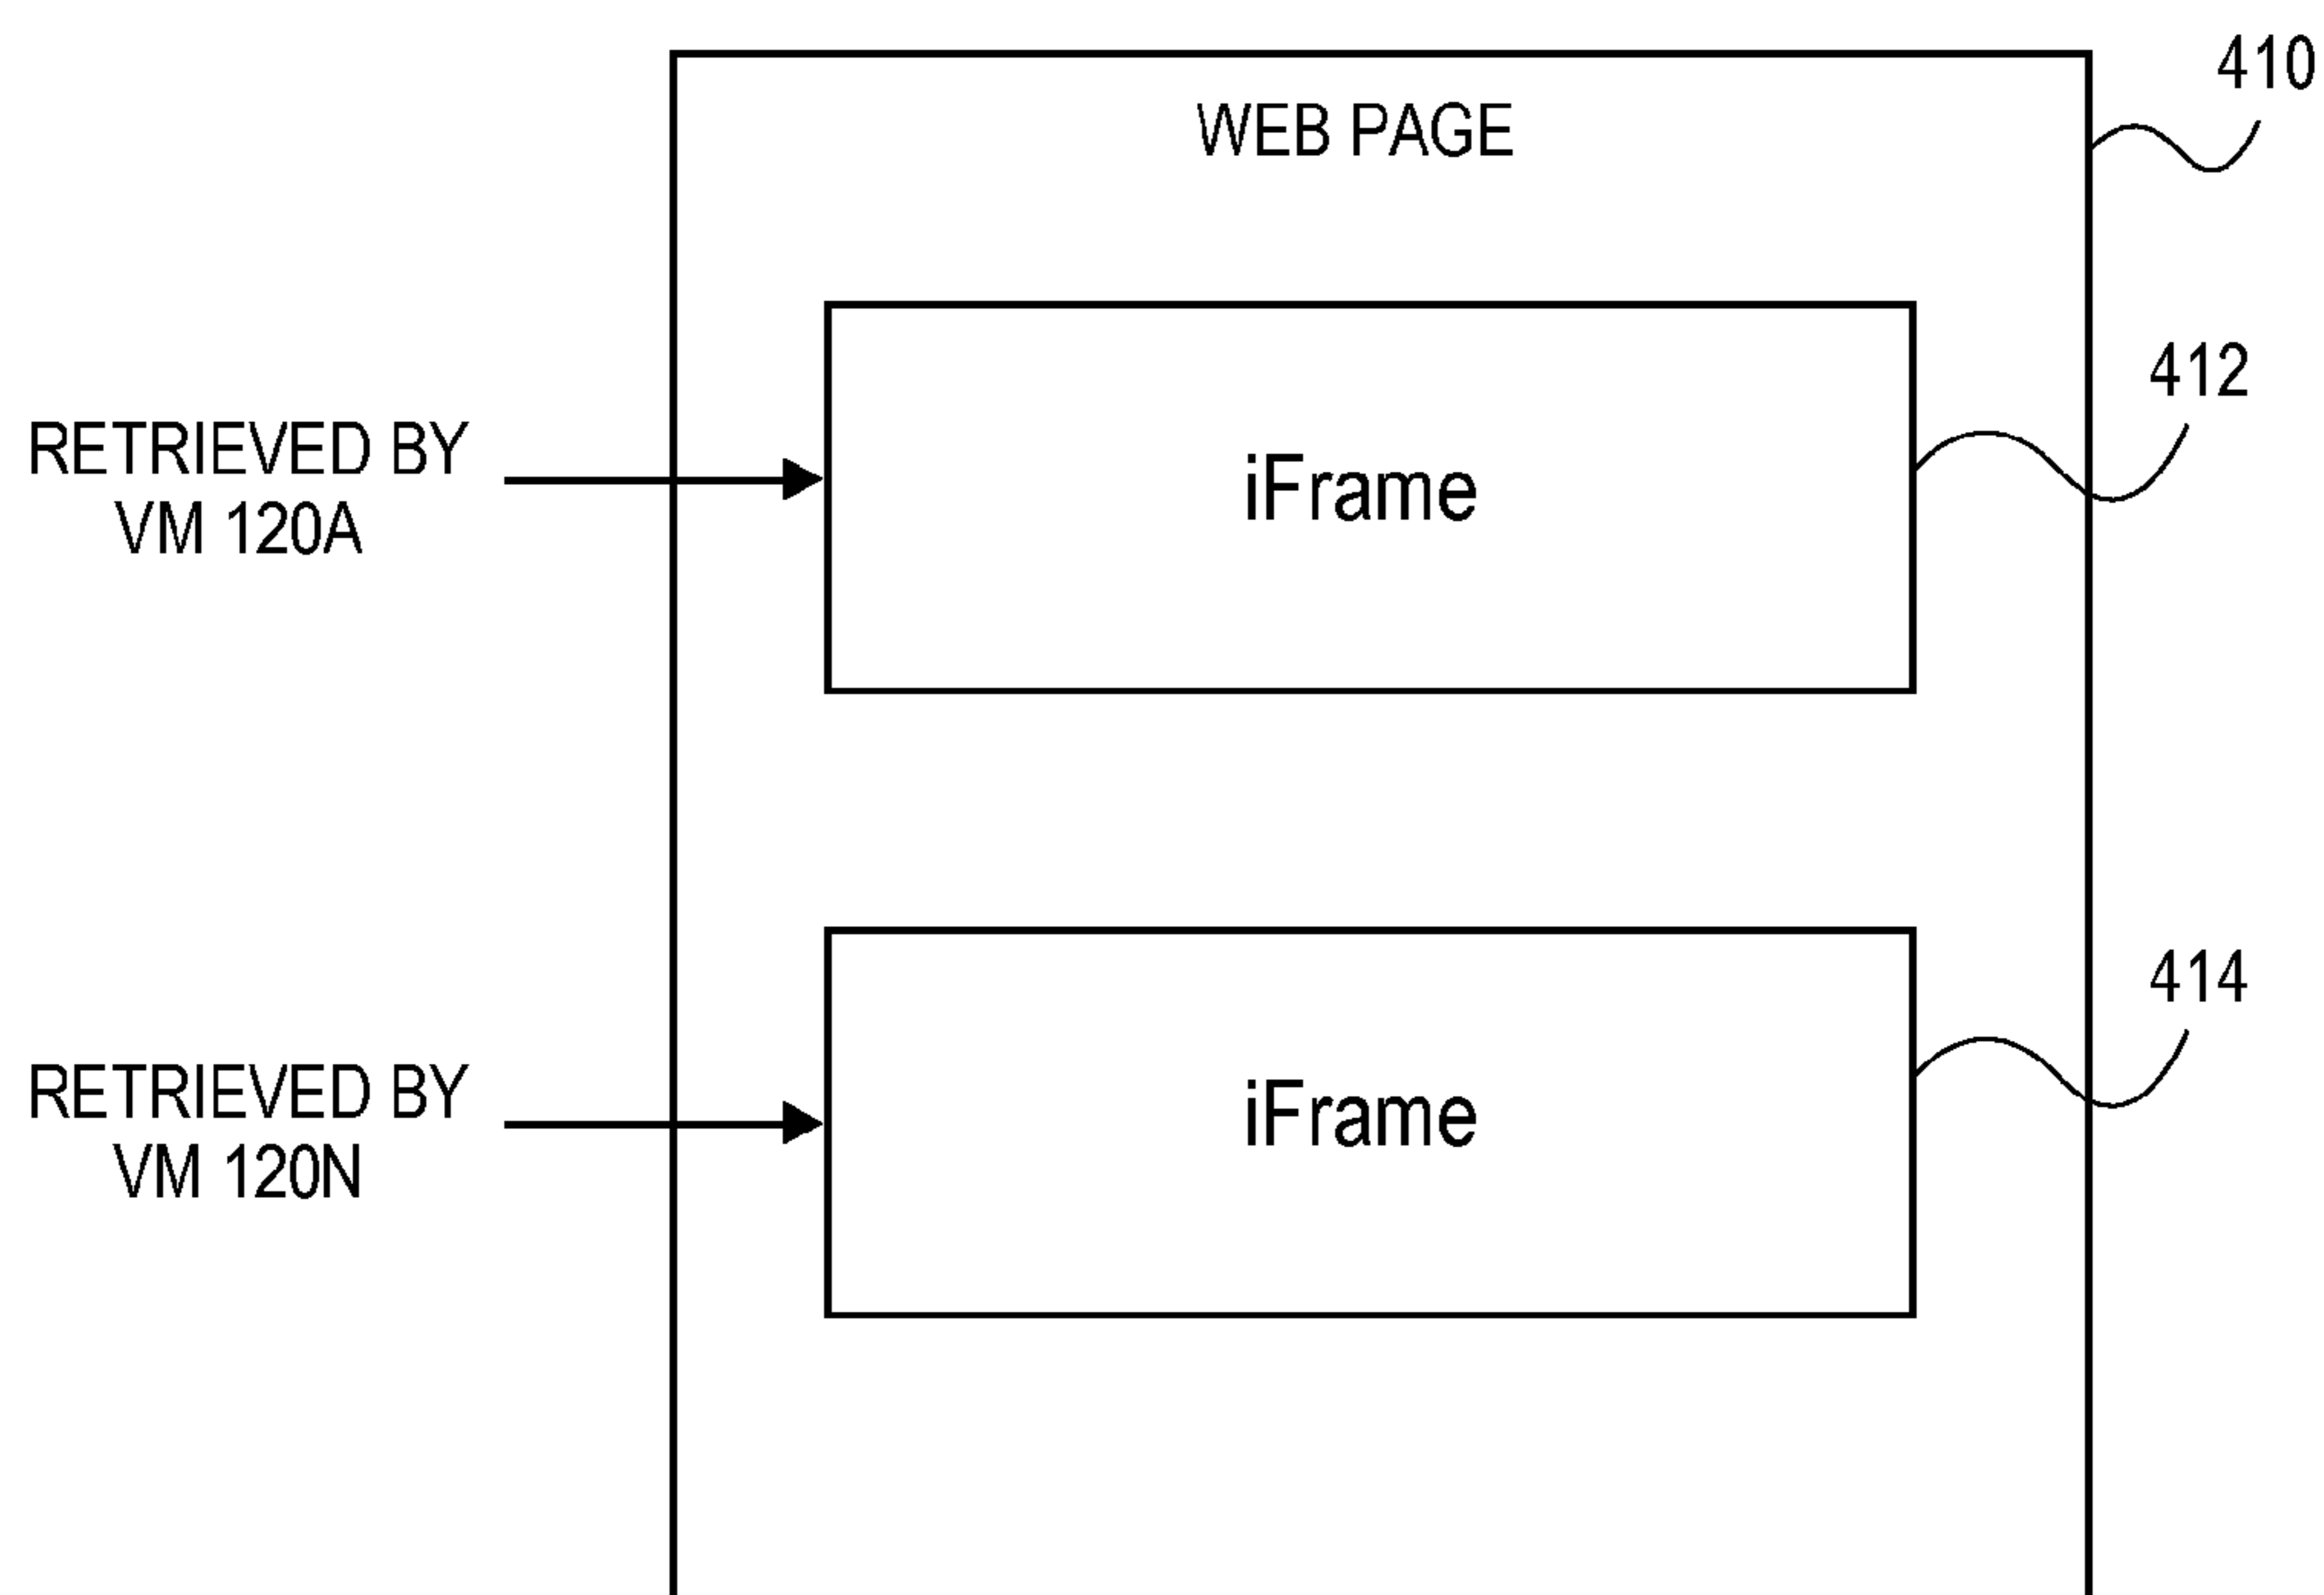 410
WEB PAGE
412
RETRIEVED BY
VM 120A
iFrame
414
RETRIEVED BY
VM 120N
iFrame